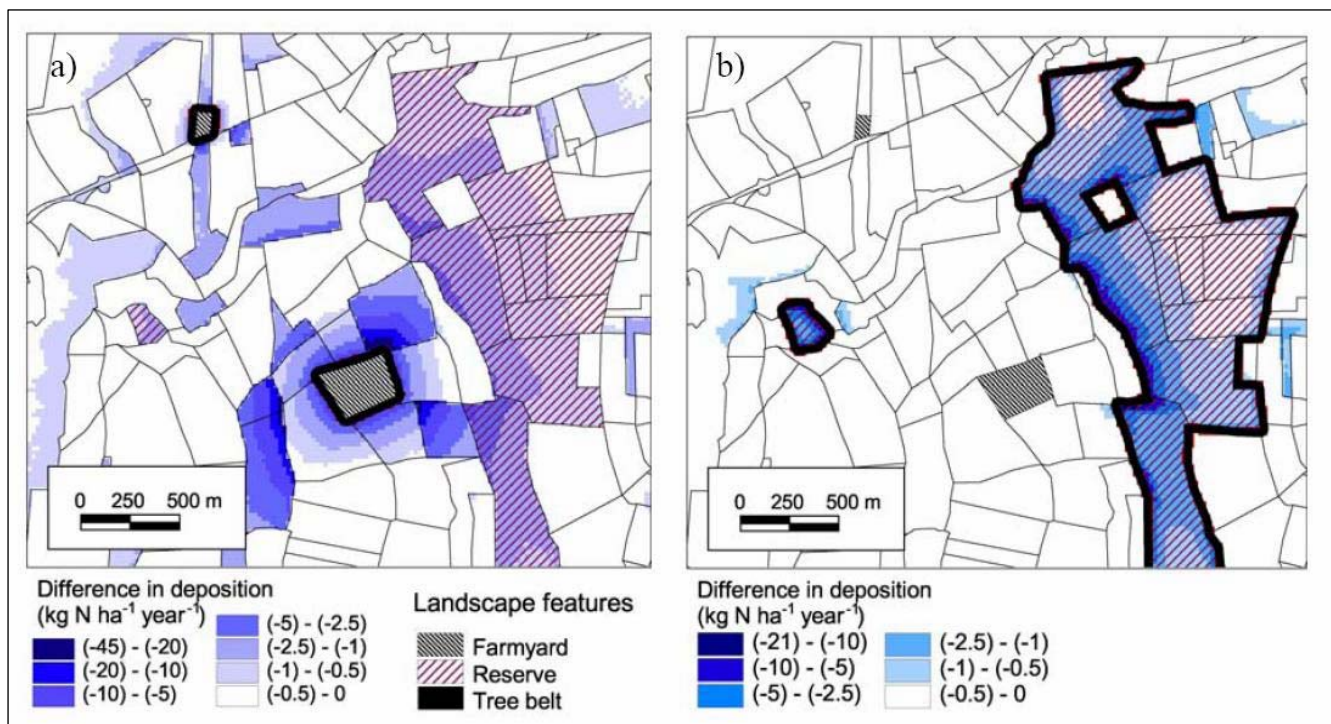 a)
b)
0 250 500 m
0 250 500 m
Difference in deposition
(kg N ha⁻¹ year⁻¹)
(-45) - (-20)
(-20) - (-10)
(-10) - (-5)
(-5) - (-2.5)
(-2.5) - (-1)
(-1) - (-0.5)
(-0.5) - 0
Landscape features
Farmyard
Reserve
Tree belt
Difference in deposition
(kg N ha⁻¹ year⁻¹)
(-21) - (-10)
(-10) - (-5)
(-5) - (-2.5)
(-2.5) - (-1)
(-1) - (-0.5)
(-0.5) - 0